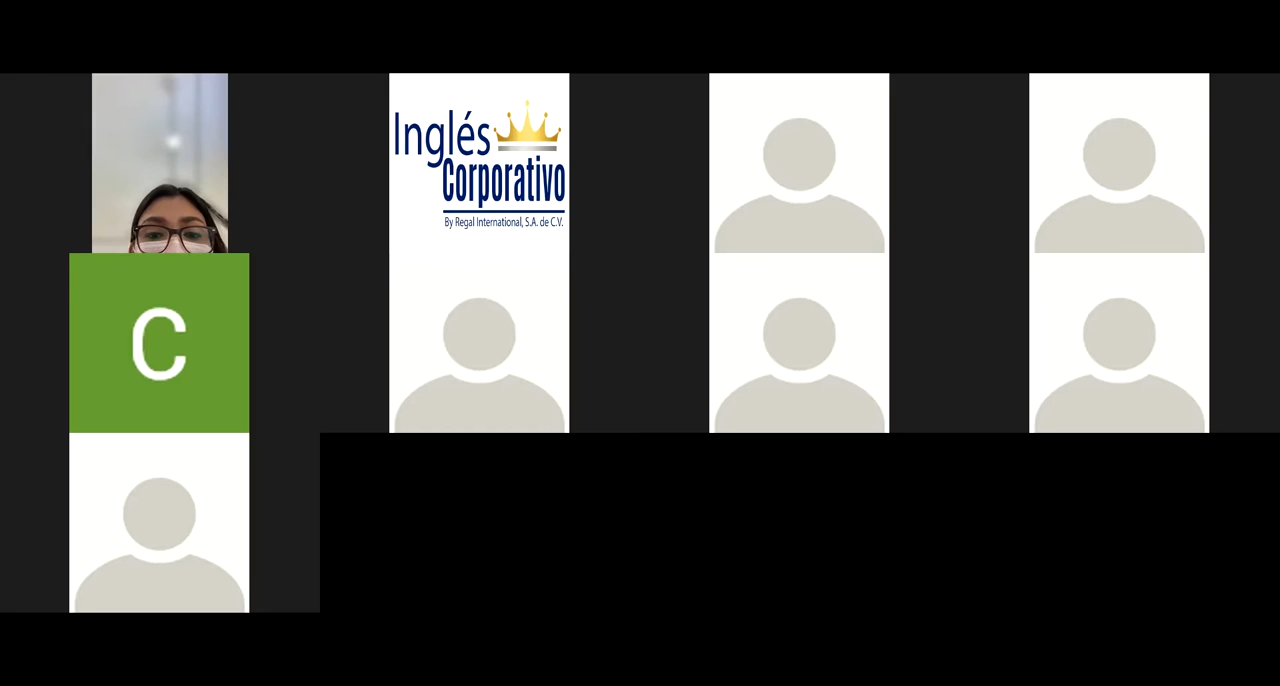 Inglés
Corporativo
By Regal International, S.A. de C.V.
C